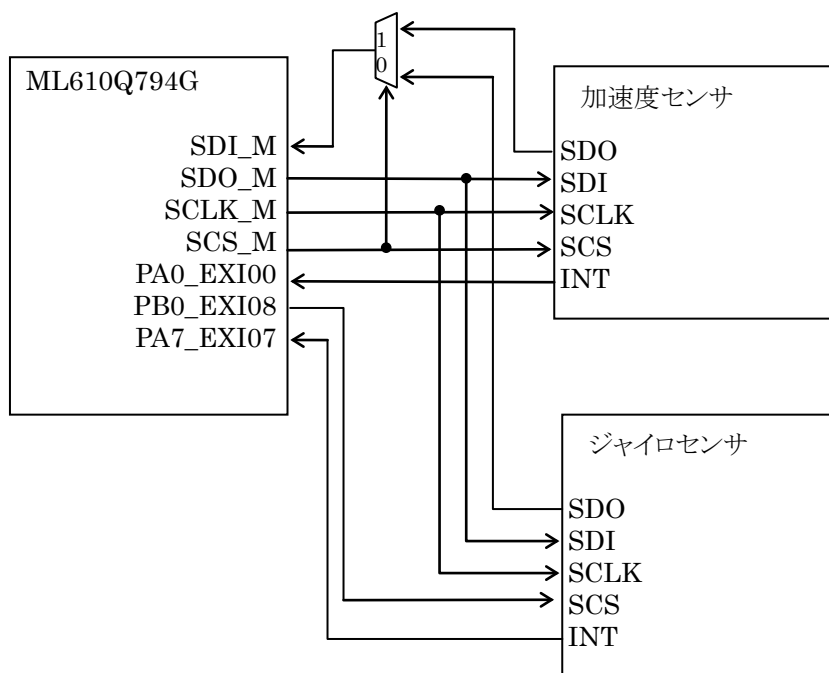 1
0
ML610Q794G
SDI_M
SDO_M
SCLK_M
SCS_M
PA0_EXI00
PB0_EXI08
PA7_EXI07
加速度センサ
SDO
SDI
SCLK
SCS
INT
ジャイロセンサ
SDO
SDI
SCLK
SCS
INT